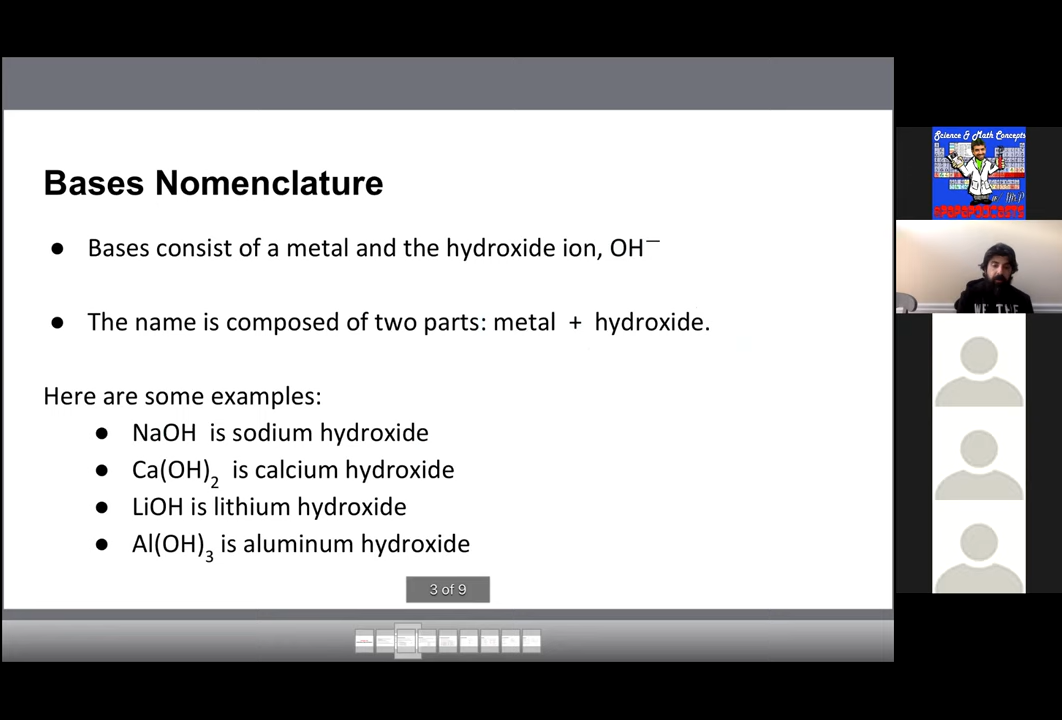 Bases Nomenclature
● Bases consist of a metal and the hydroxide ion, OH⁻
● The name is composed of two parts: metal + hydroxide.
Here are some examples:
● NaOH is sodium hydroxide
● Ca(OH)₂ is calcium hydroxide
● LiOH is lithium hydroxide
● Al(OH)₃ is aluminum hydroxide
3 of 9
Science & Math Concepts